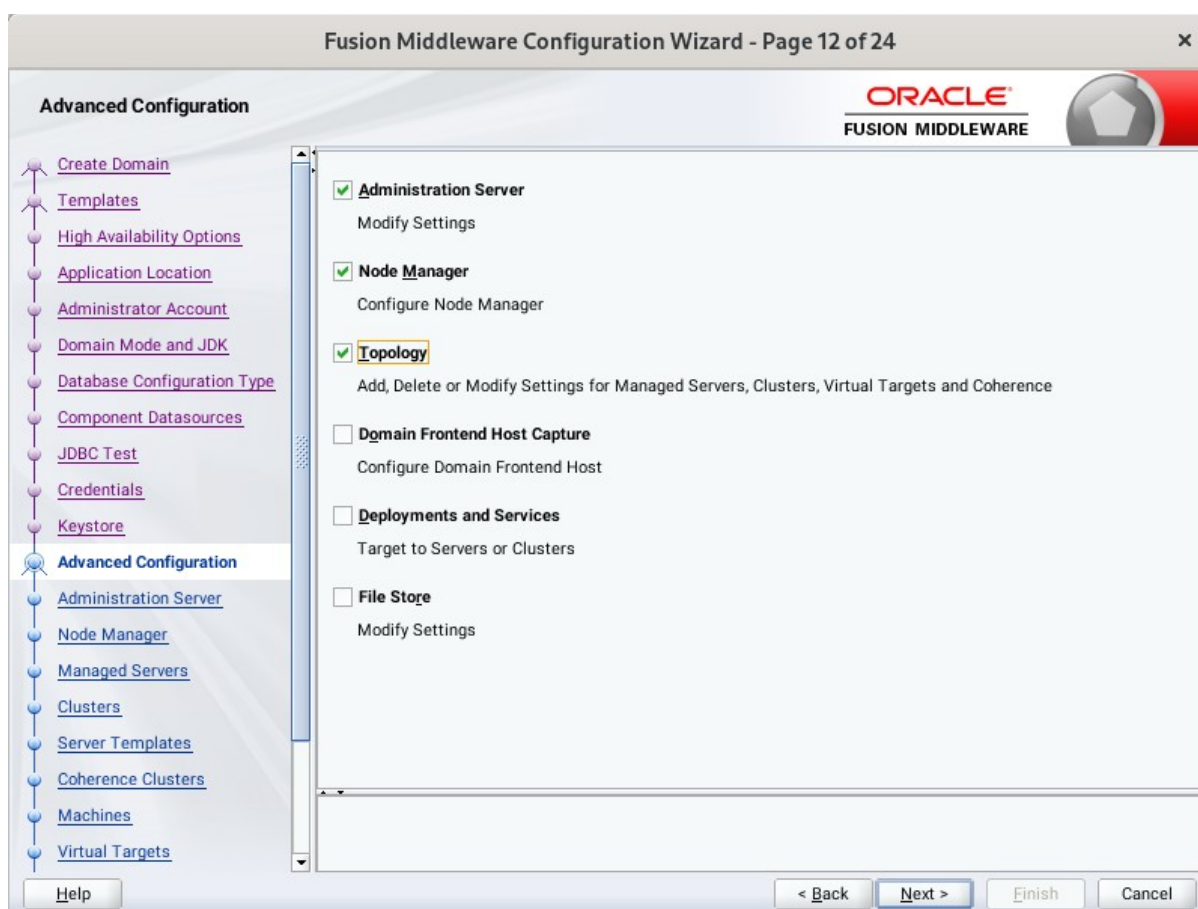 Fusion Middleware Configuration Wizard - Page 12 of 24
Advanced Configuration
ORACLE
FUSION MIDDLEWARE
Create Domain
Templates
High Availability Options
Application Location
Administrator Account
Domain Mode and JDK
Database Configuration Type
Component Datasources
JDBC Test
Credentials
Keystore
Advanced Configuration
Administration Server
Node Manager
Managed Servers
Clusters
Server Templates
Coherence Clusters
Machines
Virtual Targets
Administration Server
Modify Settings
Node Manager
Configure Node Manager
Topology
Add, Delete or Modify Settings for Managed Servers, Clusters, Virtual Targets and Coherence
Domain Frontend Host Capture
Configure Domain Frontend Host
Deployments and Services
Target to Servers or Clusters
File Store
Modify Settings
Help
< Back
Next >
Finish
Cancel